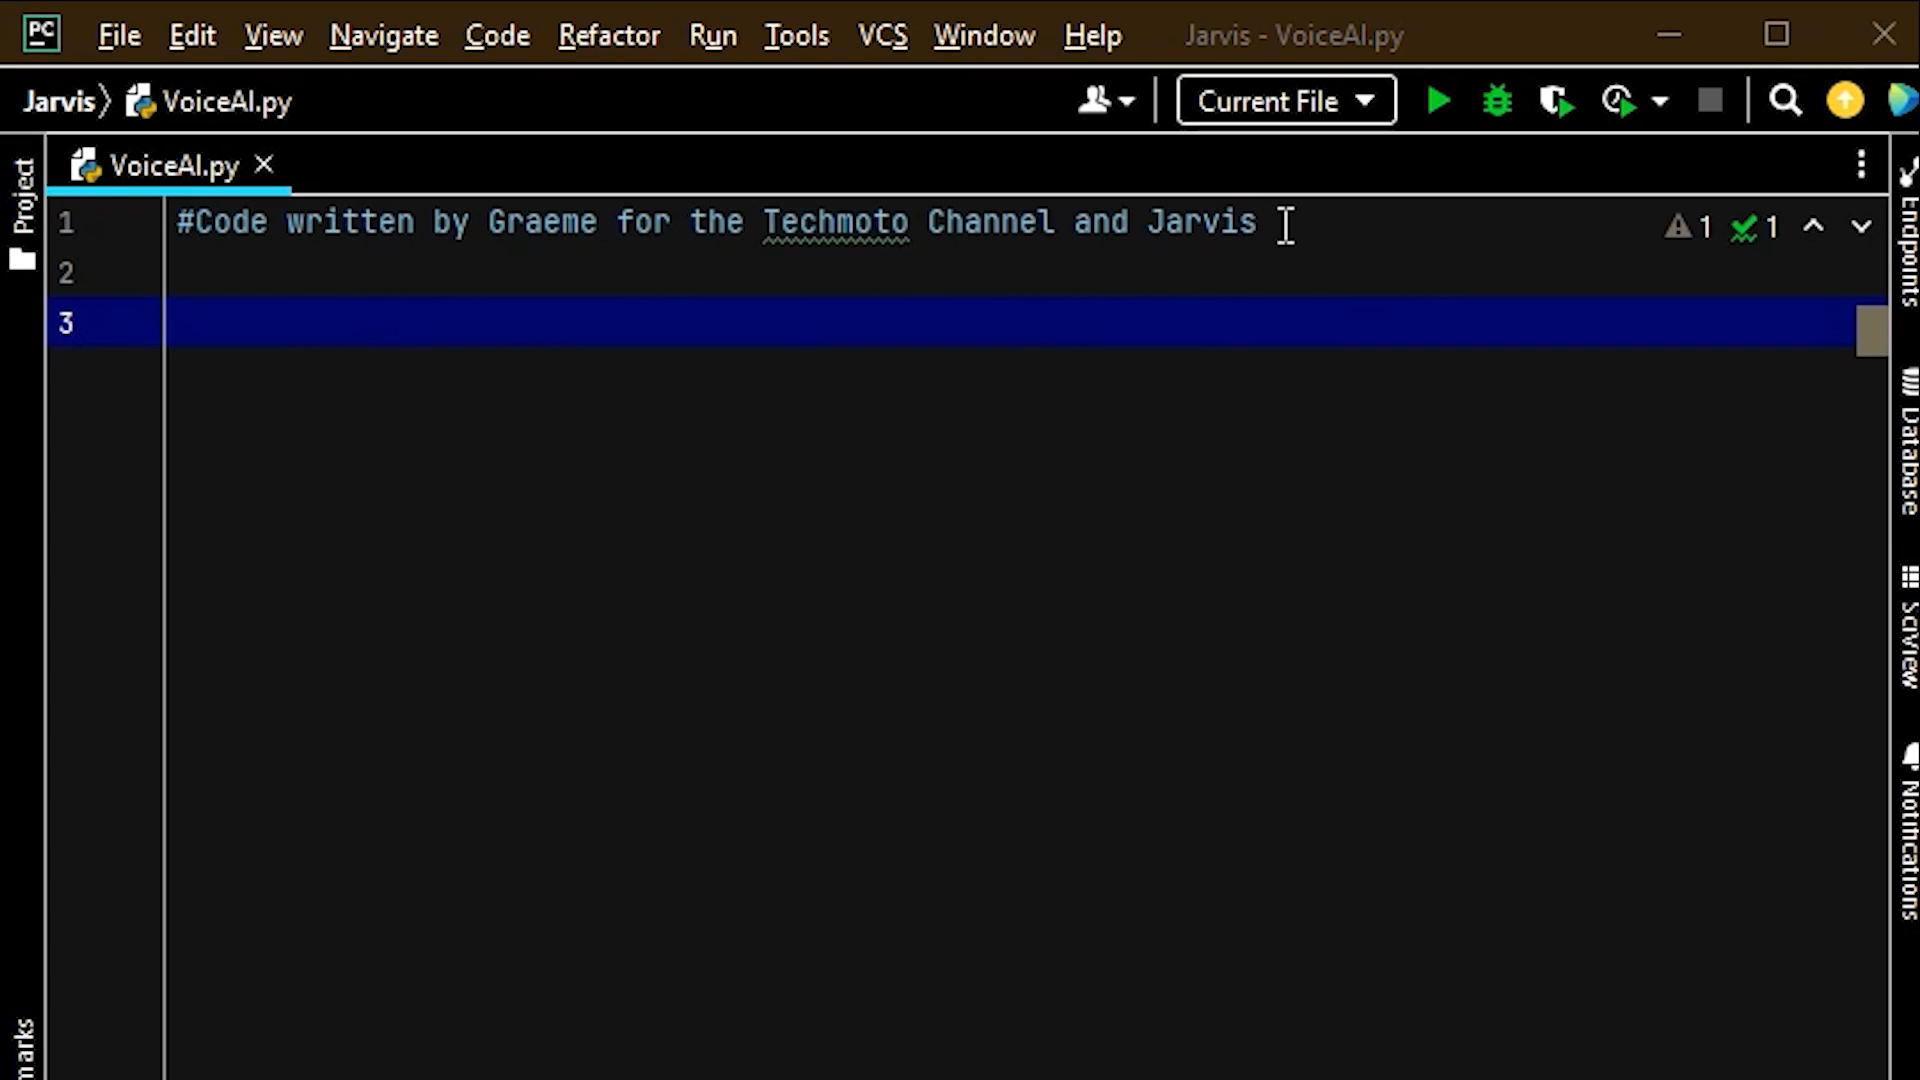 PC File Edit View Navigate Code Refactor Run Tools VCS Window Help Jarvis - VoiceAI.py
Jarvis VoiceAI.py Current File
VoiceAI.py
Project
1 #Code written by Graeme for the Techmoto Channel and Jarvis 1 1
2
3
Endpoints
Database
SciView
Notifications
marks